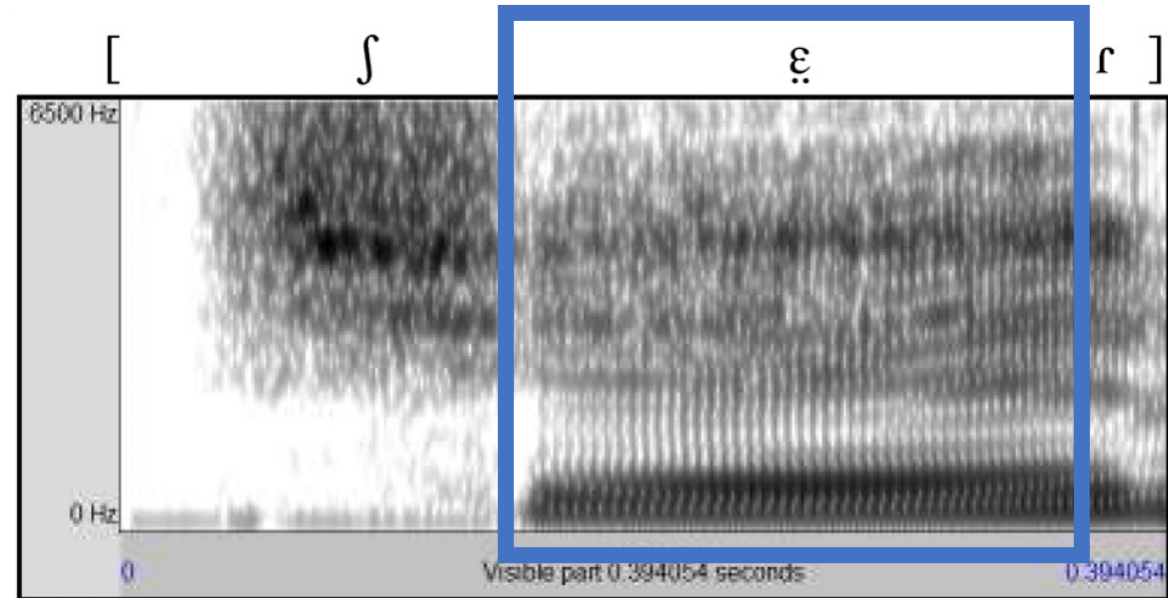 [ ʃ ɛ̤ ɾ ]
6500 Hz
0 Hz
0 Visible part 0.394054 seconds 0.394054